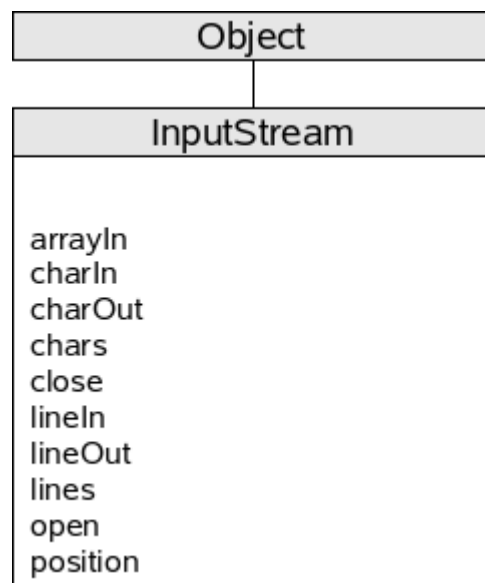 Object
InputStream
arrayIn
charIn
charOut
chars
close
lineIn
lineOut
lines
open
position